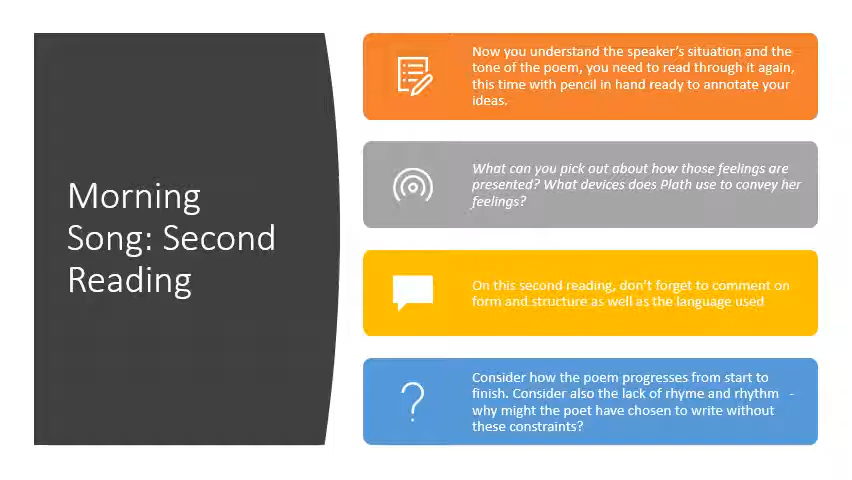 Morning
Song: Second
Reading
Now you understand the speaker's situation and the
tone of the poem, you need to read through it again,
this time with pencil in hand ready to annotate your
ideas.
What can you pick out about how those feelings are
presented? What devices does Plath use to convey her
feelings?
On this second reading, don't forget to comment on
form and structure as well as the language used
Consider how the poem progresses from start to
finish. Consider also the lack of rhyme and rhythm -
why might the poet have chosen to write without
these constraints?